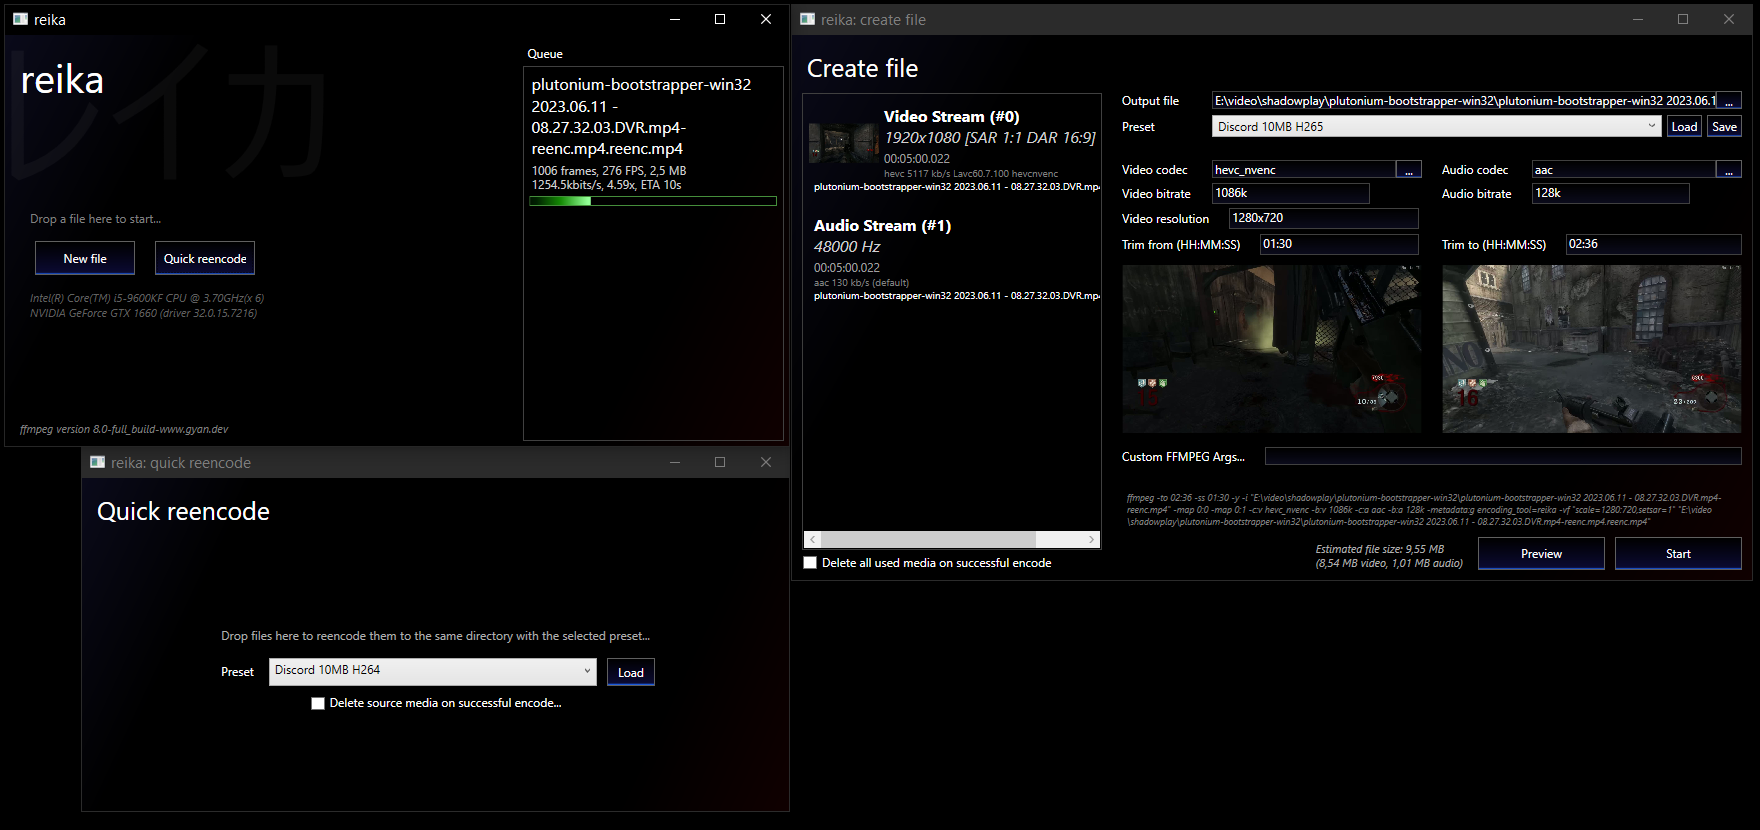 reika
レイカ
reika
Drop a file here to start...
New file
Quick reencode
Intel(R) Core(TM) i5-9600KF CPU @ 3.70GHz(x 6)
NVIDIA GeForce GTX 1660 (driver 32.0.15.7216)
ffmpeg version 8.0-full_build-www.gyan.dev
Queue
plutonium-bootstrapper-win32
2023.06.11 -
08.27.32.03.DVR.mp4-
reenc.mp4.reenc.mp4
1006 frames, 276 FPS, 2,5 MB
1254.5kbits/s, 4.59x, ETA 10s
reika: quick reencode
Quick reencode
Drop files here to reencode them to the same directory with the selected preset...
Preset
Discord 10MB H264
Load
Delete source media on successful encode...
reika: create file
Create file
Video Stream (#0)
1920x1080 [SAR 1:1 DAR 16:9]
00:05:00.022
hevc 5117 kb/s Lavc60.7.100 hevcnvenc
plutonium-bootstrapper-win32 2023.06.11 - 08.27.32.03.DVR.mp4
Audio Stream (#1)
48000 Hz
00:05:00.022
aac 130 kb/s (default)
plutonium-bootstrapper-win32 2023.06.11 - 08.27.32.03.DVR.mp4
Delete all used media on successful encode
Output file
E:\video\shadowplay\plutonium-bootstrapper-win32\plutonium-bootstrapper-win32 2023.06.1
...
Preset
Discord 10MB H265
Load
Save
Video codec
hevc_nvenc
...
Audio codec
aac
...
Video bitrate
1086k
Audio bitrate
128k
Video resolution
1280x720
Trim from (HH:MM:SS)
01:30
Trim to (HH:MM:SS)
02:36
15
16
Custom FFMPEG Args...
ffmpeg -to 02:36 -ss 01:30 -y -i "E:\video\shadowplay\plutonium-bootstrapper-win32\plutonium-bootstrapper-win32 2023.06.11 - 08.27.32.03.DVR.mp4-
reenc.mp4" -map 0:0 -map 0:1 -c:v hevc_nvenc -b:v 1086k -c:a aac -b:a 128k -metadata:g encoding_tool=reika -vf "scale=1280:720,setsar=1" "E:\video
\shadowplay\plutonium-bootstrapper-win32\plutonium-bootstrapper-win32 2023.06.11 - 08.27.32.03.DVR.mp4-reenc.mp4.reenc.mp4"
Estimated file size: 9,55 MB
(8,54 MB video, 1,01 MB audio)
Preview
Start